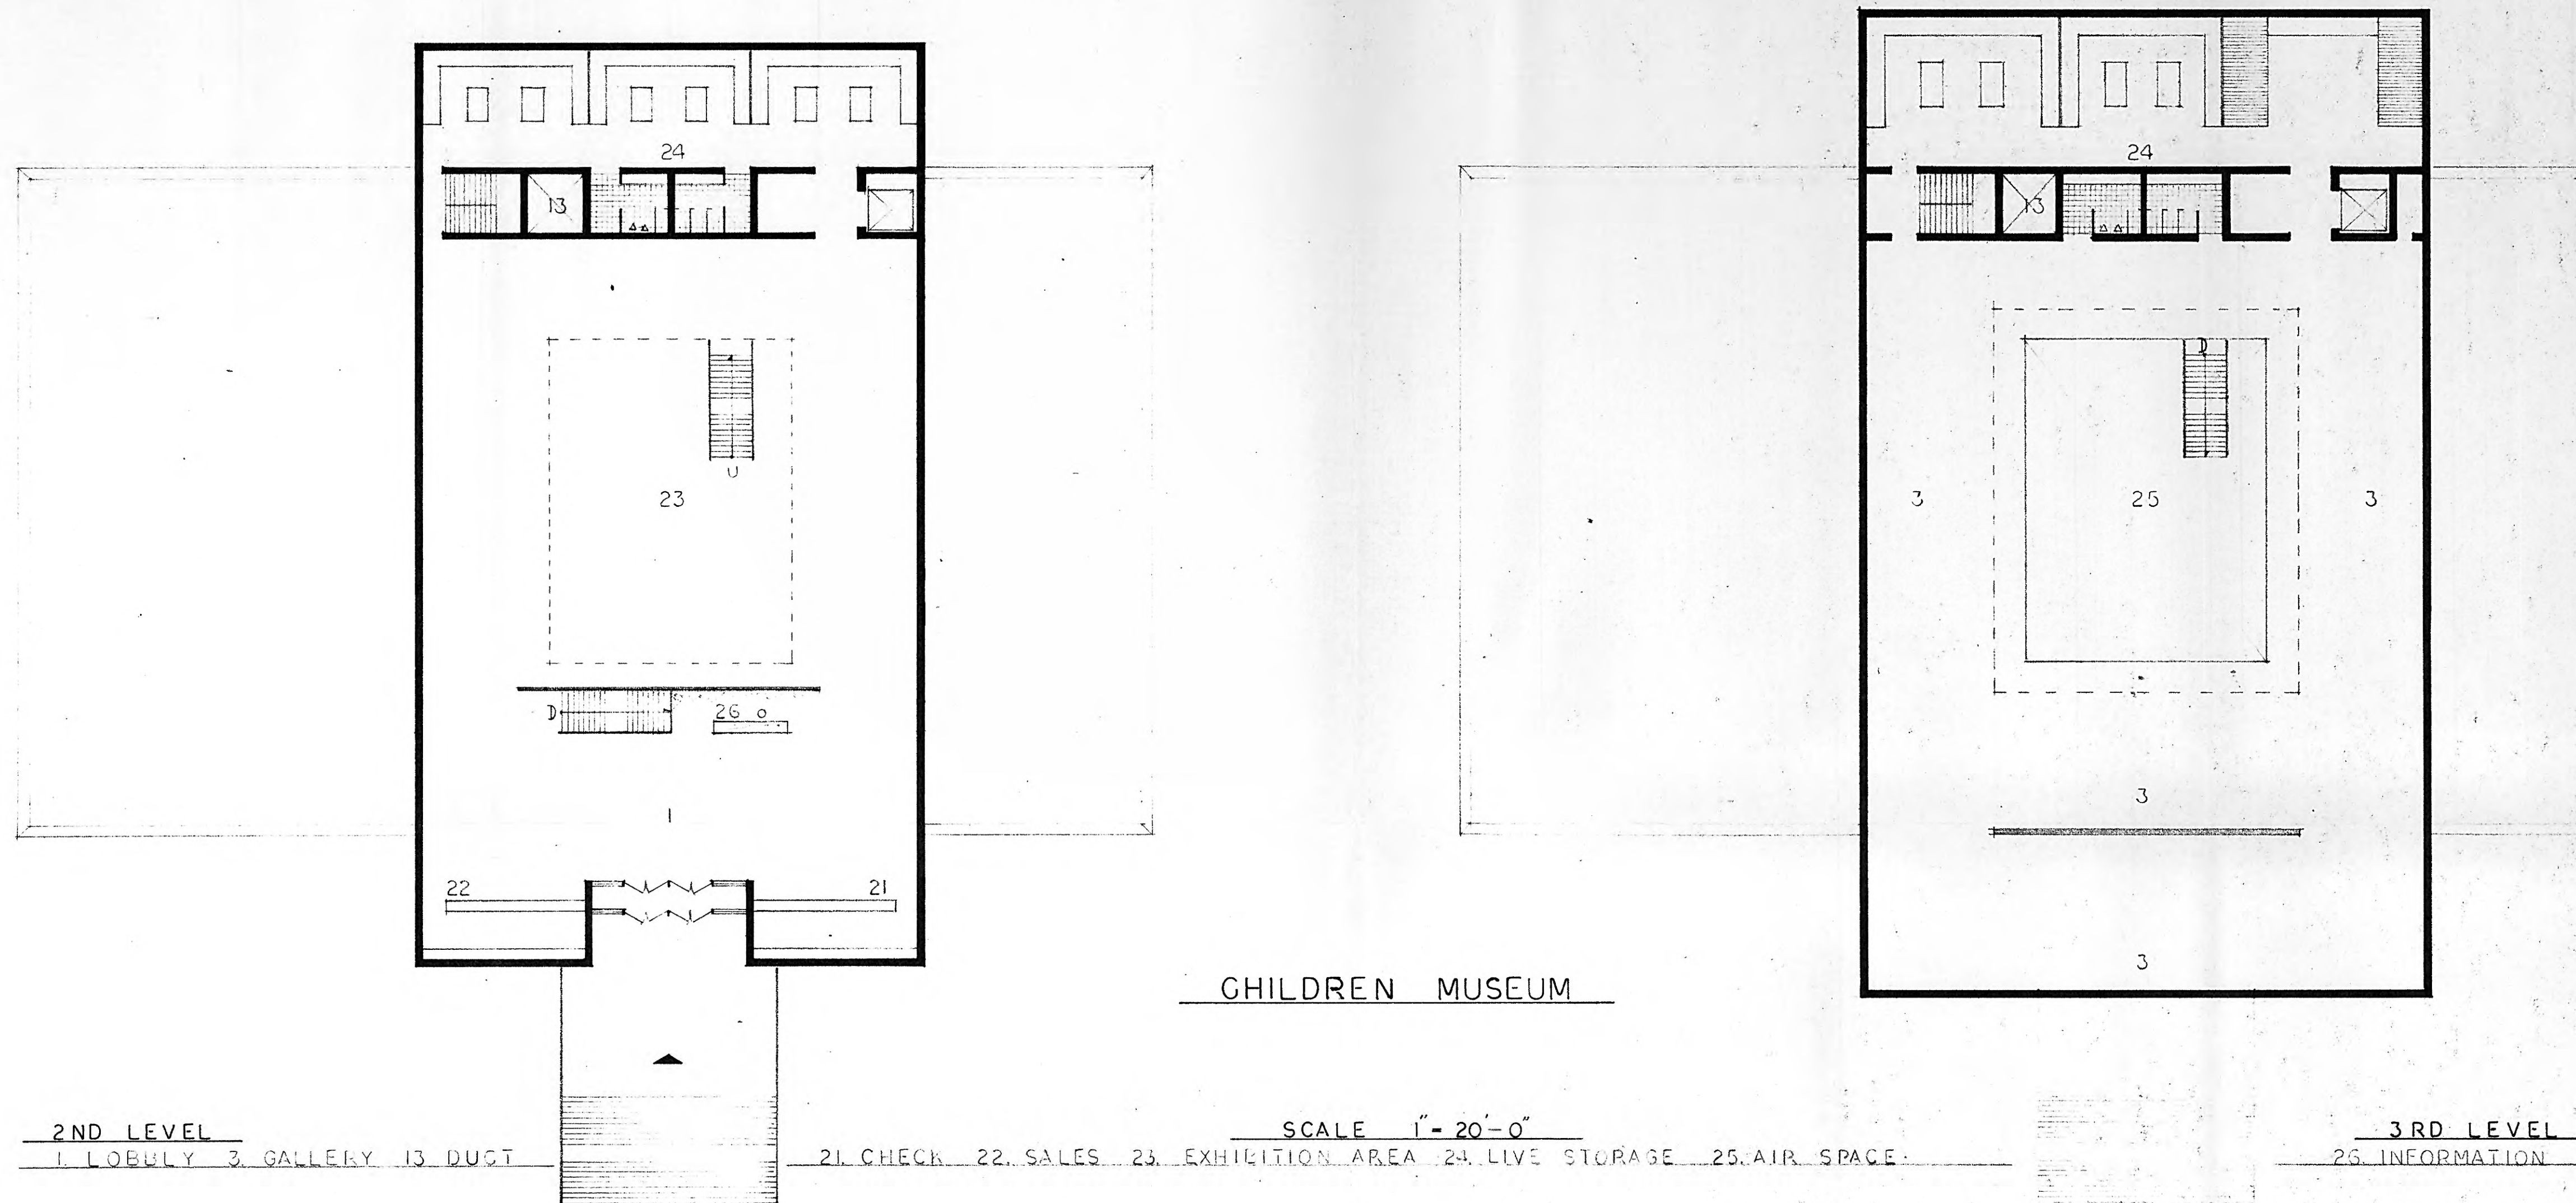 24
13
U
23
D
26
1
22
21
24
13
D
3
25
3
3
3
CHILDREN MUSEUM
2ND LEVEL
SCALE 1"- 20'-0"
3RD LEVEL
1. LOBBLY 3. GALLERY 13 DUCT 21. CHECK 22. SALES 23. EXHIBITION AREA 24. LIVE STORAGE 25. AIR SPACE. 26. INFORMATION